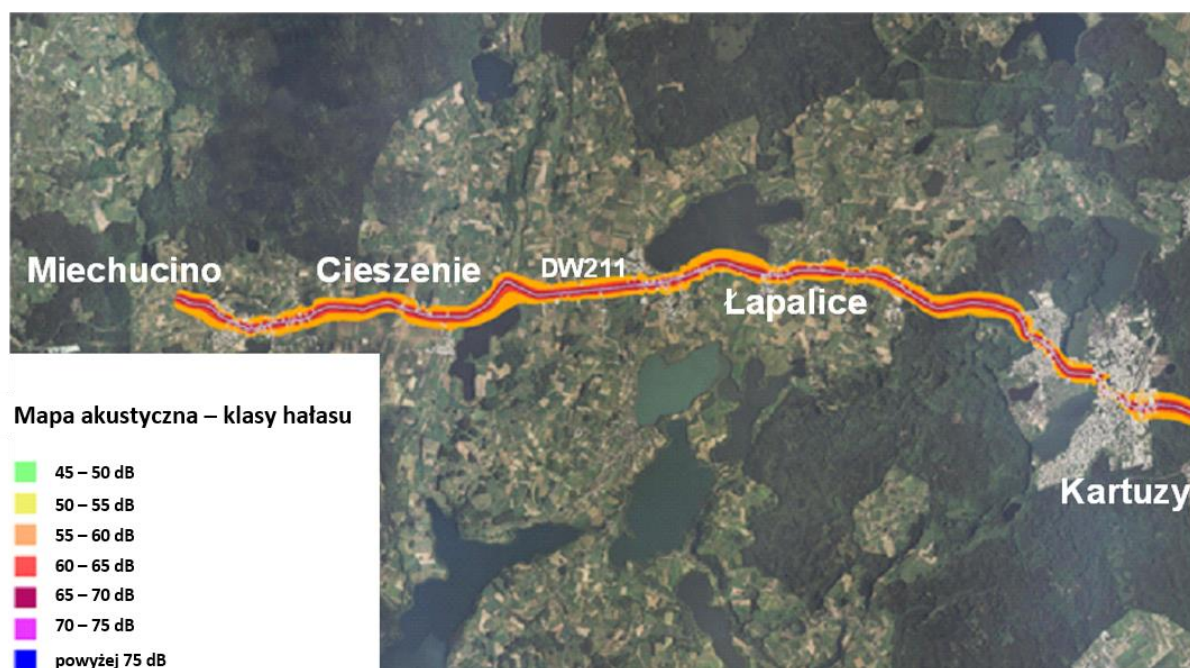 Miechucino
Cieszenie
DW211
Łapalice
Kartuzy
Mapa akustyczna – klasy hałasu
45 – 50 dB
50 – 55 dB
55 – 60 dB
60 – 65 dB
65 – 70 dB
70 – 75 dB
powyżej 75 dB